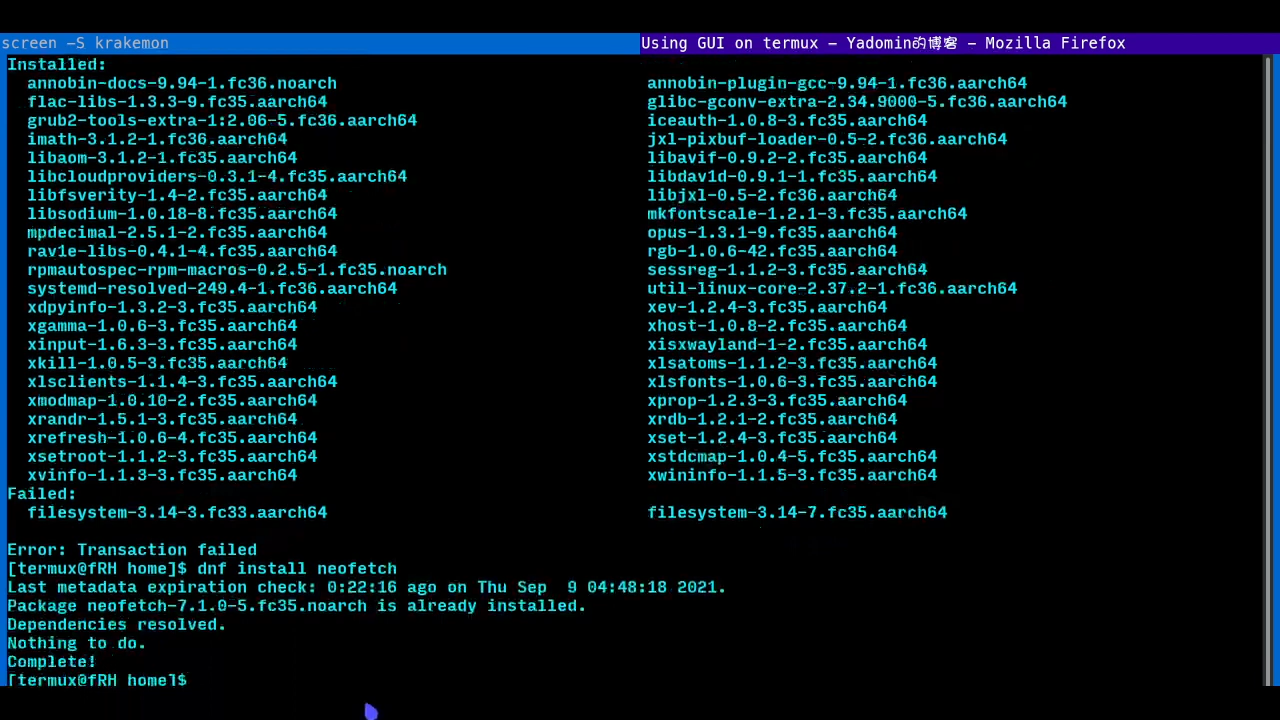 screen -S krakemon Using GUI on termux - Yadomin的博客 - Mozilla Firefox
Installed:
annobin-docs-9.94-1.fc36.noarch annobin-plugin-gcc-9.94-1.fc36.aarch64
flac-libs-1.3.3-9.fc35.aarch64 glibc-gconv-extra-2.34.9000-5.fc36.aarch64
grub2-tools-extra-1:2.06-5.fc36.aarch64 iceauth-1.0.8-3.fc35.aarch64
imath-3.1.2-1.fc36.aarch64 jxl-pixbuf-loader-0.5-2.fc36.aarch64
libaom-3.1.2-1.fc35.aarch64 libavif-0.9.2-2.fc35.aarch64
libcloudproviders-0.3.1-4.fc35.aarch64 libdav1d-0.9.1-1.fc35.aarch64
libfsverity-1.4-2.fc35.aarch64 libjxl-0.5-2.fc36.aarch64
libsodium-1.0.18-8.fc35.aarch64 mkfontscale-1.2.1-3.fc35.aarch64
mpdecimal-2.5.1-2.fc35.aarch64 opus-1.3.1-9.fc35.aarch64
rav1e-libs-0.4.1-4.fc35.aarch64 rgb-1.0.6-42.fc35.aarch64
rpmautospec-rpm-macros-0.2.5-1.fc35.noarch sessreg-1.1.2-3.fc35.aarch64
systemd-resolved-249.4-1.fc36.aarch64 util-linux-core-2.37.2-1.fc36.aarch64
xdpyinfo-1.3.2-3.fc35.aarch64 xev-1.2.4-3.fc35.aarch64
xgamma-1.0.6-3.fc35.aarch64 xhost-1.0.8-2.fc35.aarch64
xinput-1.6.3-3.fc35.aarch64 xisxwayland-1-2.fc35.aarch64
xkill-1.0.5-3.fc35.aarch64 xlsatoms-1.1.2-3.fc35.aarch64
xlsclients-1.1.4-3.fc35.aarch64 xlsfonts-1.0.6-3.fc35.aarch64
xmodmap-1.0.10-2.fc35.aarch64 xprop-1.2.3-3.fc35.aarch64
xrandr-1.5.1-3.fc35.aarch64 xrdb-1.2.1-2.fc35.aarch64
xrefresh-1.0.6-4.fc35.aarch64 xset-1.2.4-3.fc35.aarch64
xsetroot-1.1.2-3.fc35.aarch64 xstdcmap-1.0.4-5.fc35.aarch64
xvinfo-1.1.3-3.fc35.aarch64 xwininfo-1.1.5-3.fc35.aarch64
Failed:
filesystem-3.14-3.fc33.aarch64 filesystem-3.14-7.fc35.aarch64
Error: Transaction failed
[termux@fRH home]$ dnf install neofetch
Last metadata expiration check: 0:22:16 ago on Thu Sep  9 04:48:18 2021.
Package neofetch-7.1.0-5.fc35.noarch is already installed.
Dependencies resolved.
Nothing to do.
Complete!
[termux@fRH home]$